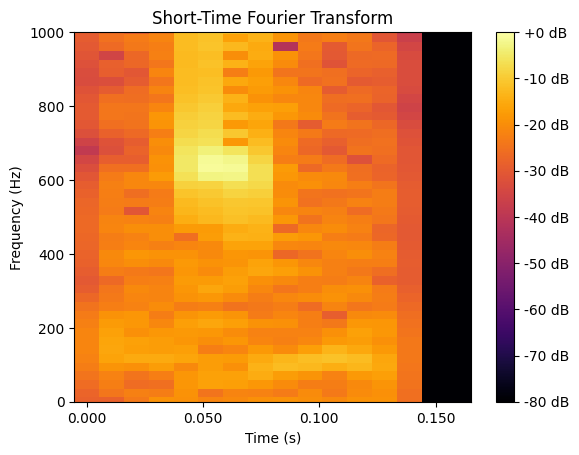 Short-Time Fourier Transform
1000
800
600
400
200
0
Frequency (Hz)
0.000
0.050
0.100
0.150
Time (s)
+0 dB
-10 dB
-20 dB
-30 dB
-40 dB
-50 dB
-60 dB
-70 dB
-80 dB